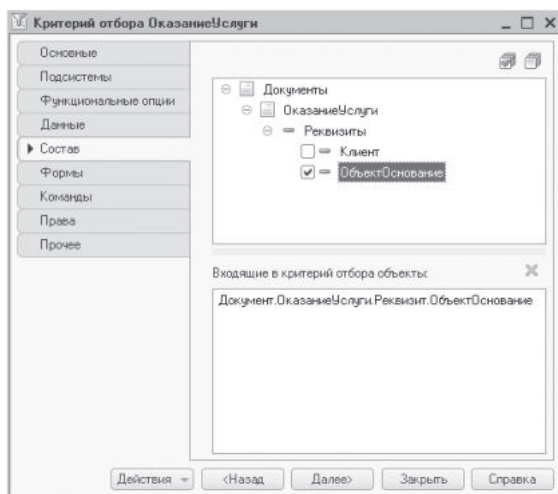 Критерий отбора ОказаниеУслуги
Основные
Подсистемы
Функциональные опции
Данные
Состав
Формы
Команды
Права
Прочее
Документы
ОказаниеУслуги
Реквизиты
Клиент
ОбъектОснование
Входящие в критерий отбора объекты:
Документ.ОказаниеУслуги.Реквизит.ОбъектОснование
Действия
<Назад
Далее>
Закрыть
Справка